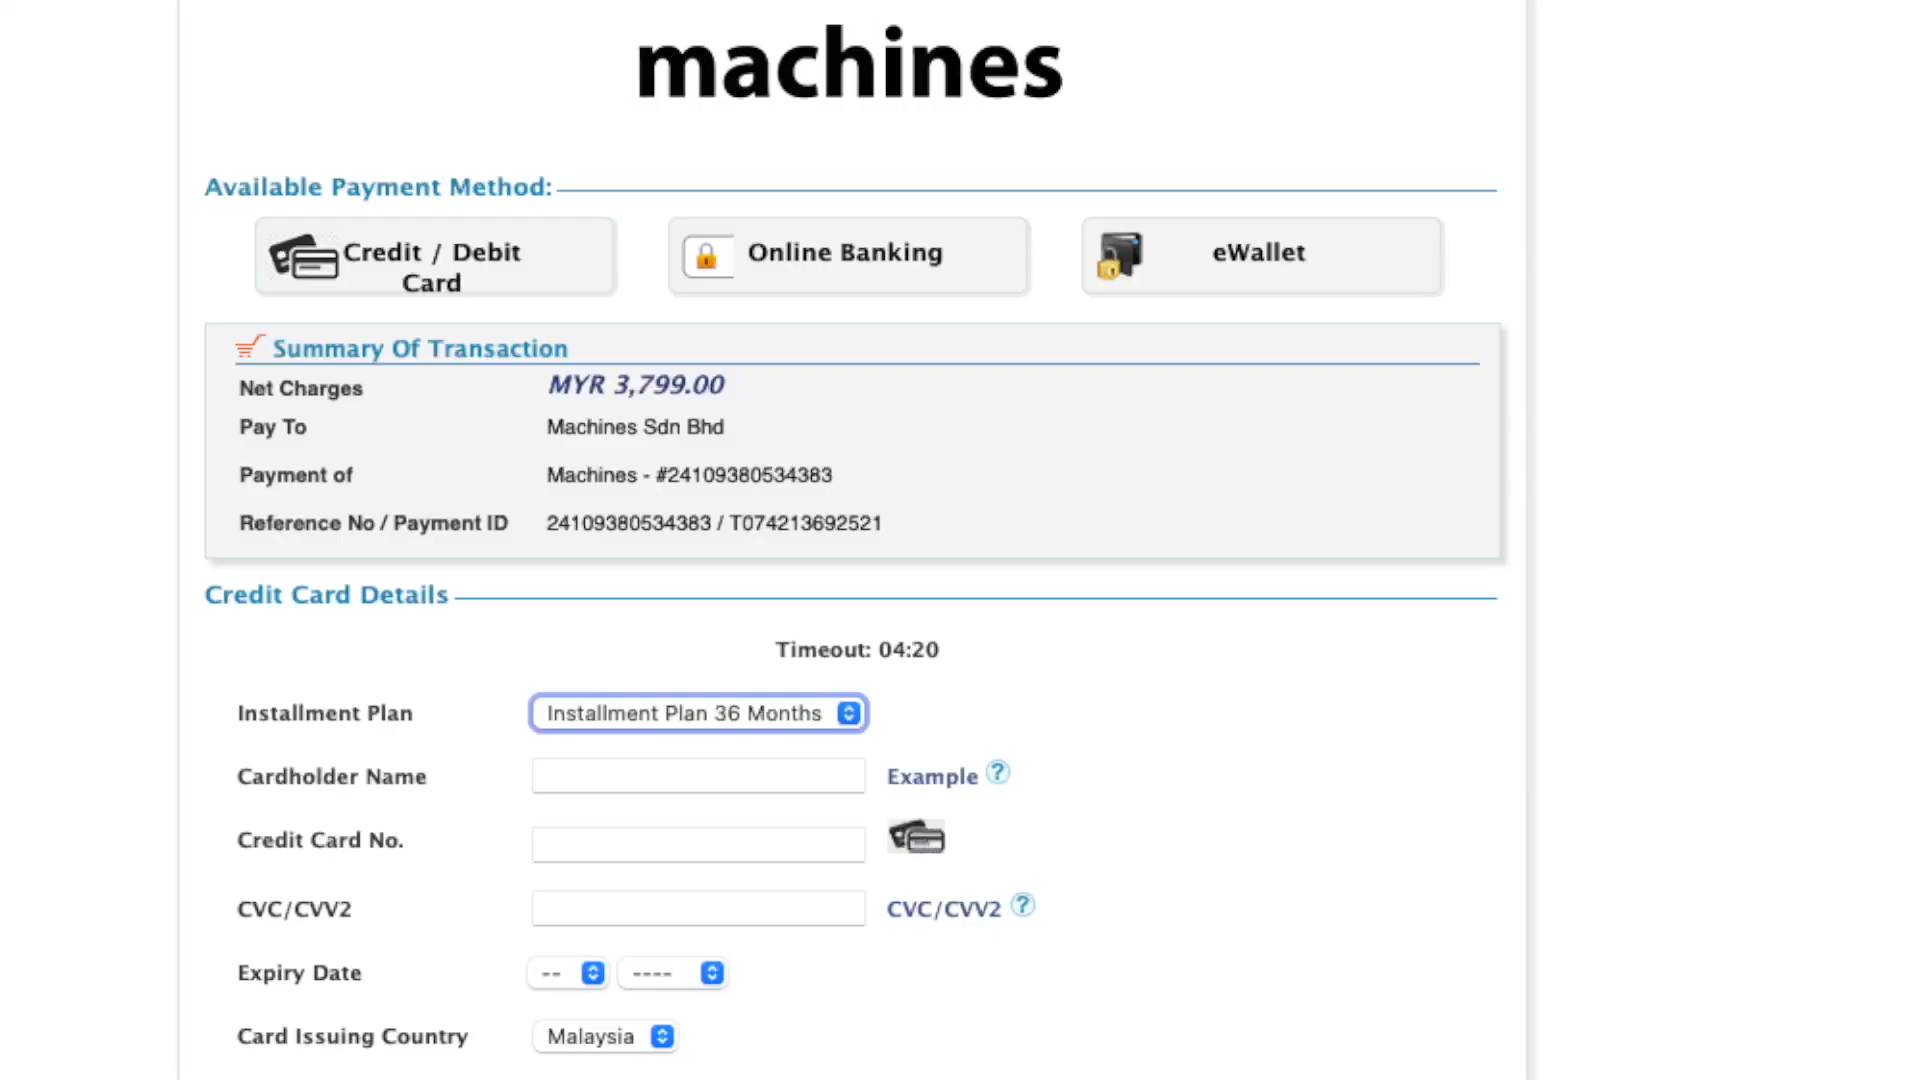 machines
Available Payment Method:
Credit / Debit
Card
Online Banking
eWallet
Summary Of Transaction
Net Charges MYR 3,799.00
Pay To Machines Sdn Bhd
Payment of Machines - #24109380534383
Reference No / Payment ID 24109380534383 / T074213692521
Credit Card Details
Timeout: 04:20
Installment Plan Installment Plan 36 Months
Cardholder Name Example ?
Credit Card No.
CVC/CVV2 CVC/CVV2 ?
Expiry Date -- ----
Card Issuing Country Malaysia